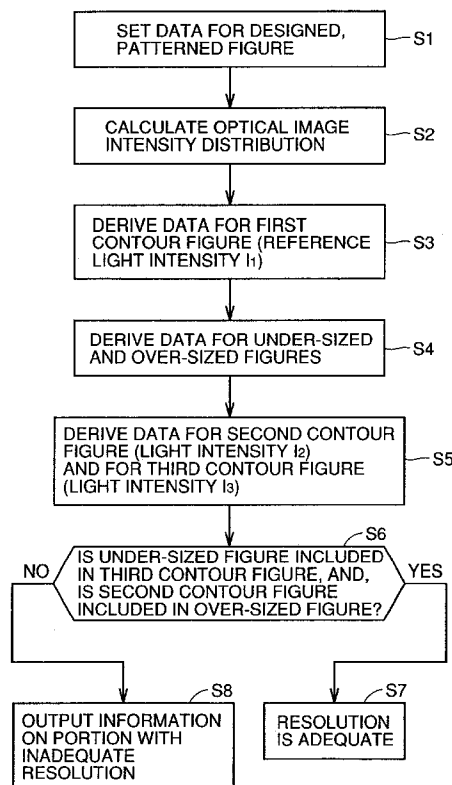 SET DATA FOR DESIGNED,
PATTERNED FIGURE
S1
CALCULATE OPTICAL IMAGE
INTENSITY DISTRIBUTION
S2
DERIVE DATA FOR FIRST
CONTOUR FIGURE (REFERENCE
LIGHT INTENSITY I1)
S3
DERIVE DATA FOR UNDER-SIZED
AND OVER-SIZED FIGURES
S4
DERIVE DATA FOR SECOND CONTOUR
FIGURE (LIGHT INTENSITY I2)
AND FOR THIRD CONTOUR FIGURE
(LIGHT INTENSITY I3)
S5
S6
IS UNDER-SIZED FIGURE INCLUDED
IN THIRD CONTOUR FIGURE, AND,
IS SECOND CONTOUR FIGURE
INCLUDED IN OVER-SIZED FIGURE?
NO
YES
S8
OUTPUT INFORMATION
ON PORTION WITH
INADEQUATE
RESOLUTION
S7
RESOLUTION
IS ADEQUATE